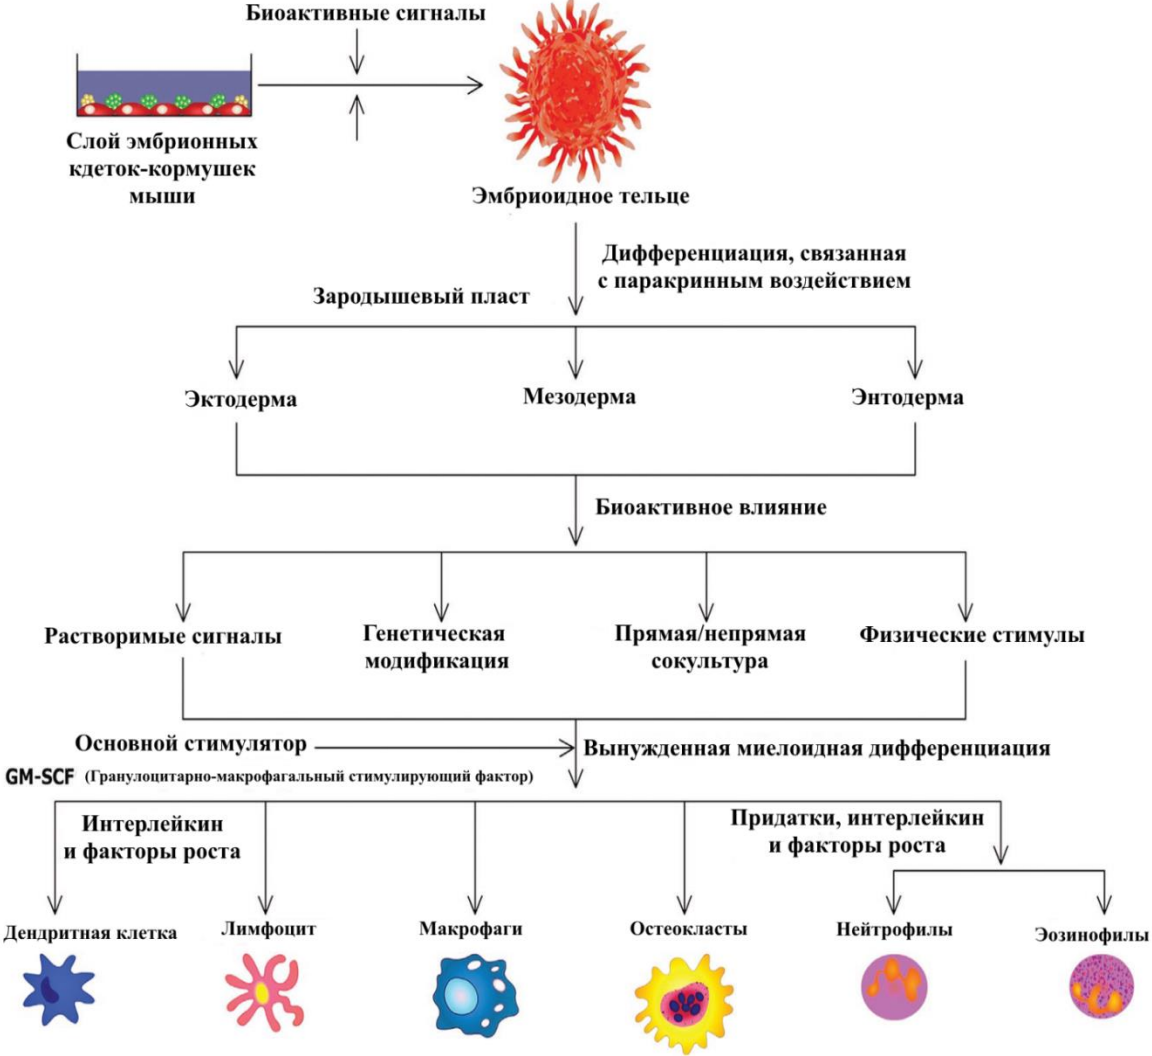 Биоактивные сигналы
Слой эмбрионных
кдеток-кормушек
мыши
Эмбриоидное тельце
Дифференциация, связанная
с паракринным воздействием
Зародышевый пласт
Эктодерма
Мезодерма
Энтодерма
Биоактивное влияние
Растворимые сигналы
Генетическая
модификация
Прямая/непрямая
сокультура
Физические стимулы
Основной стимулятор
Вынужденная миелоидная дифференциация
GM-SCF (Гранулоцитарно-макрофагальный стимулирующий фактор)
Интерлейкин
и факторы роста
Придатки, интерлейкин
и факторы роста
Дендритная клетка
Лимфоцит
Макрофаги
Остеокласты
Нейтрофилы
Эозинофилы